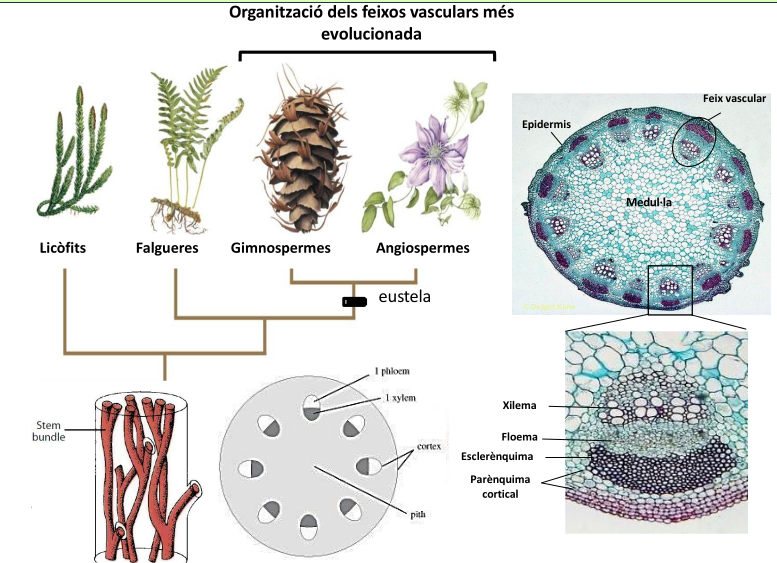 Organització dels feixos vasculars més
evolucionada
Licòfits
Falgueres
Gimnospermes
Angiospermes
eustela
Feix vascular
Epidermis
Medul·la
Stem
bundle
1 phloem
1 xylem
cortex
pith
Xilema
Floema
Esclerènquima
Parènquima
cortical